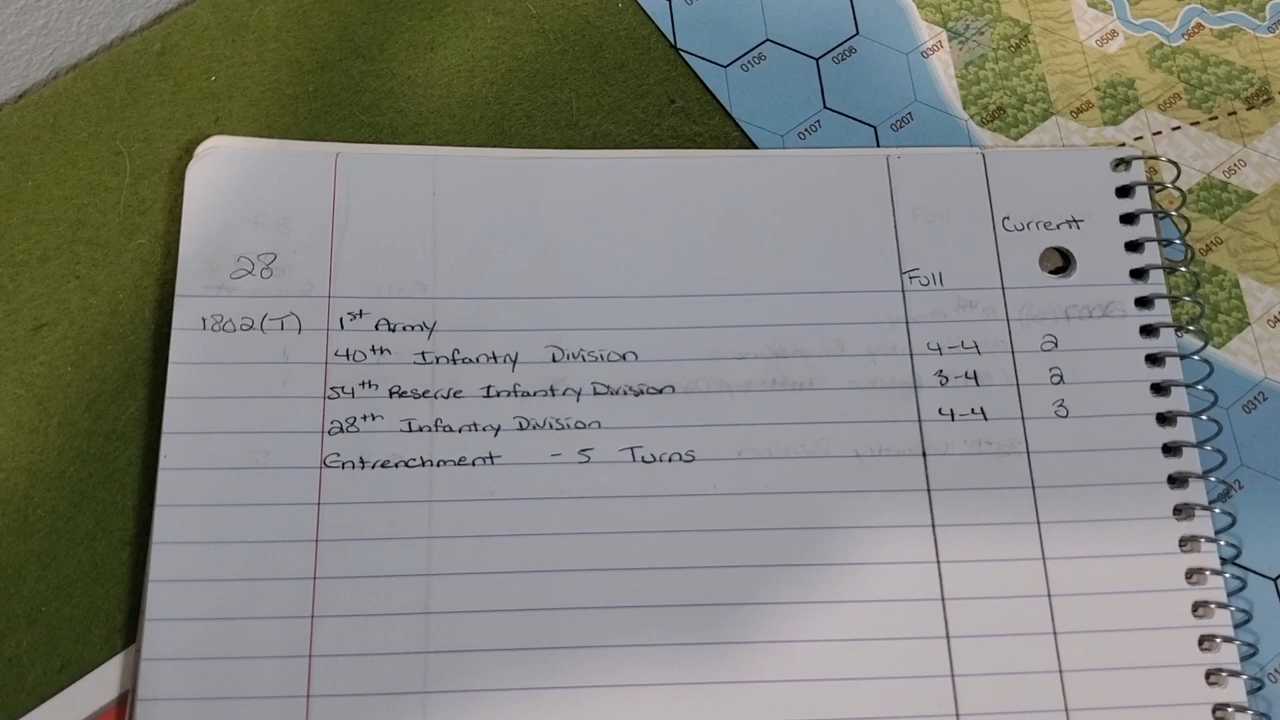 Current
28
Full
1802(T) 1st Army
40th Infantry Division 4-4 2
54th Reserve Infantry Division 3-4 2
28th Infantry Division 4-4 3
Entrenchment - 5 Turns
0106
0206
0307
0107
0207
0508
0608
0408
0509
0510
0410
0312